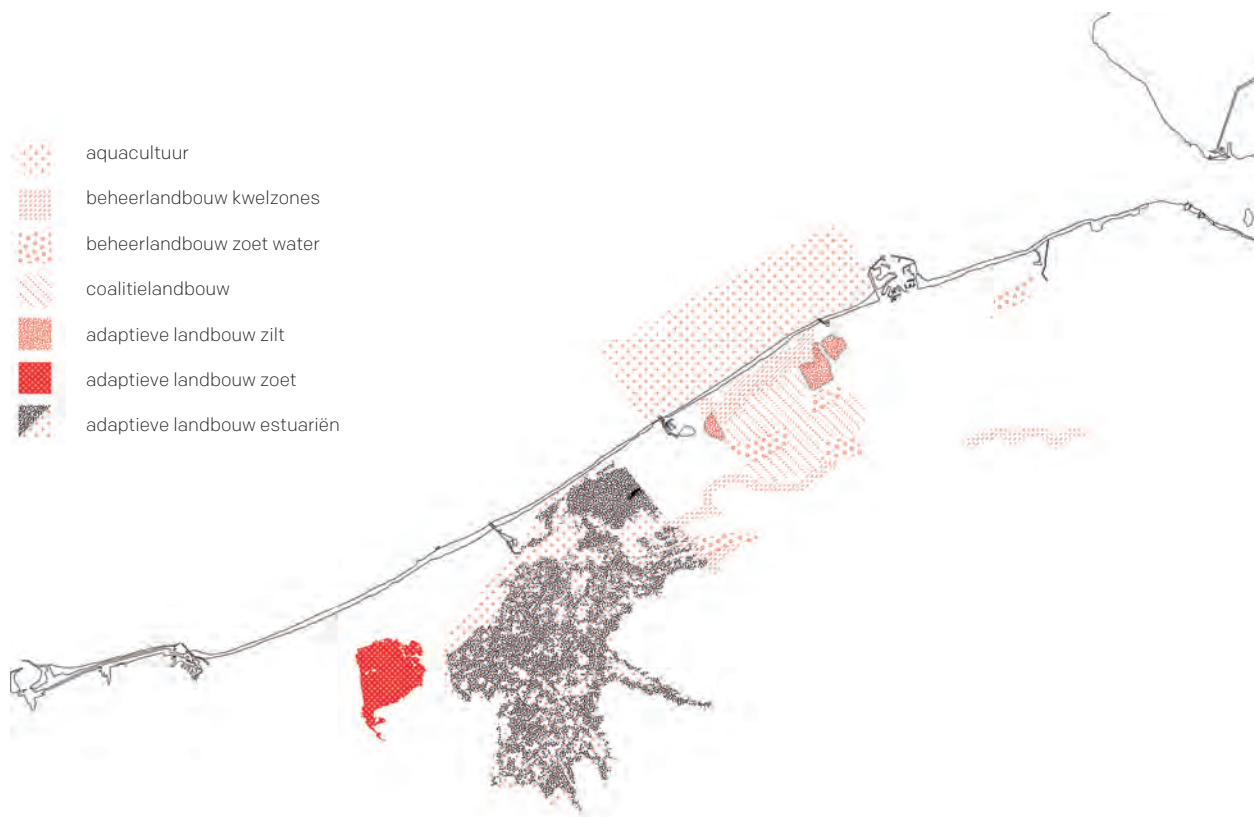 aquacultuur
beheerlandbouw kwelzones
beheerlandbouw zoet water
coalitielandbouw
adaptieve landbouw zilt
adaptieve landbouw zoet
adaptieve landbouw estuariën